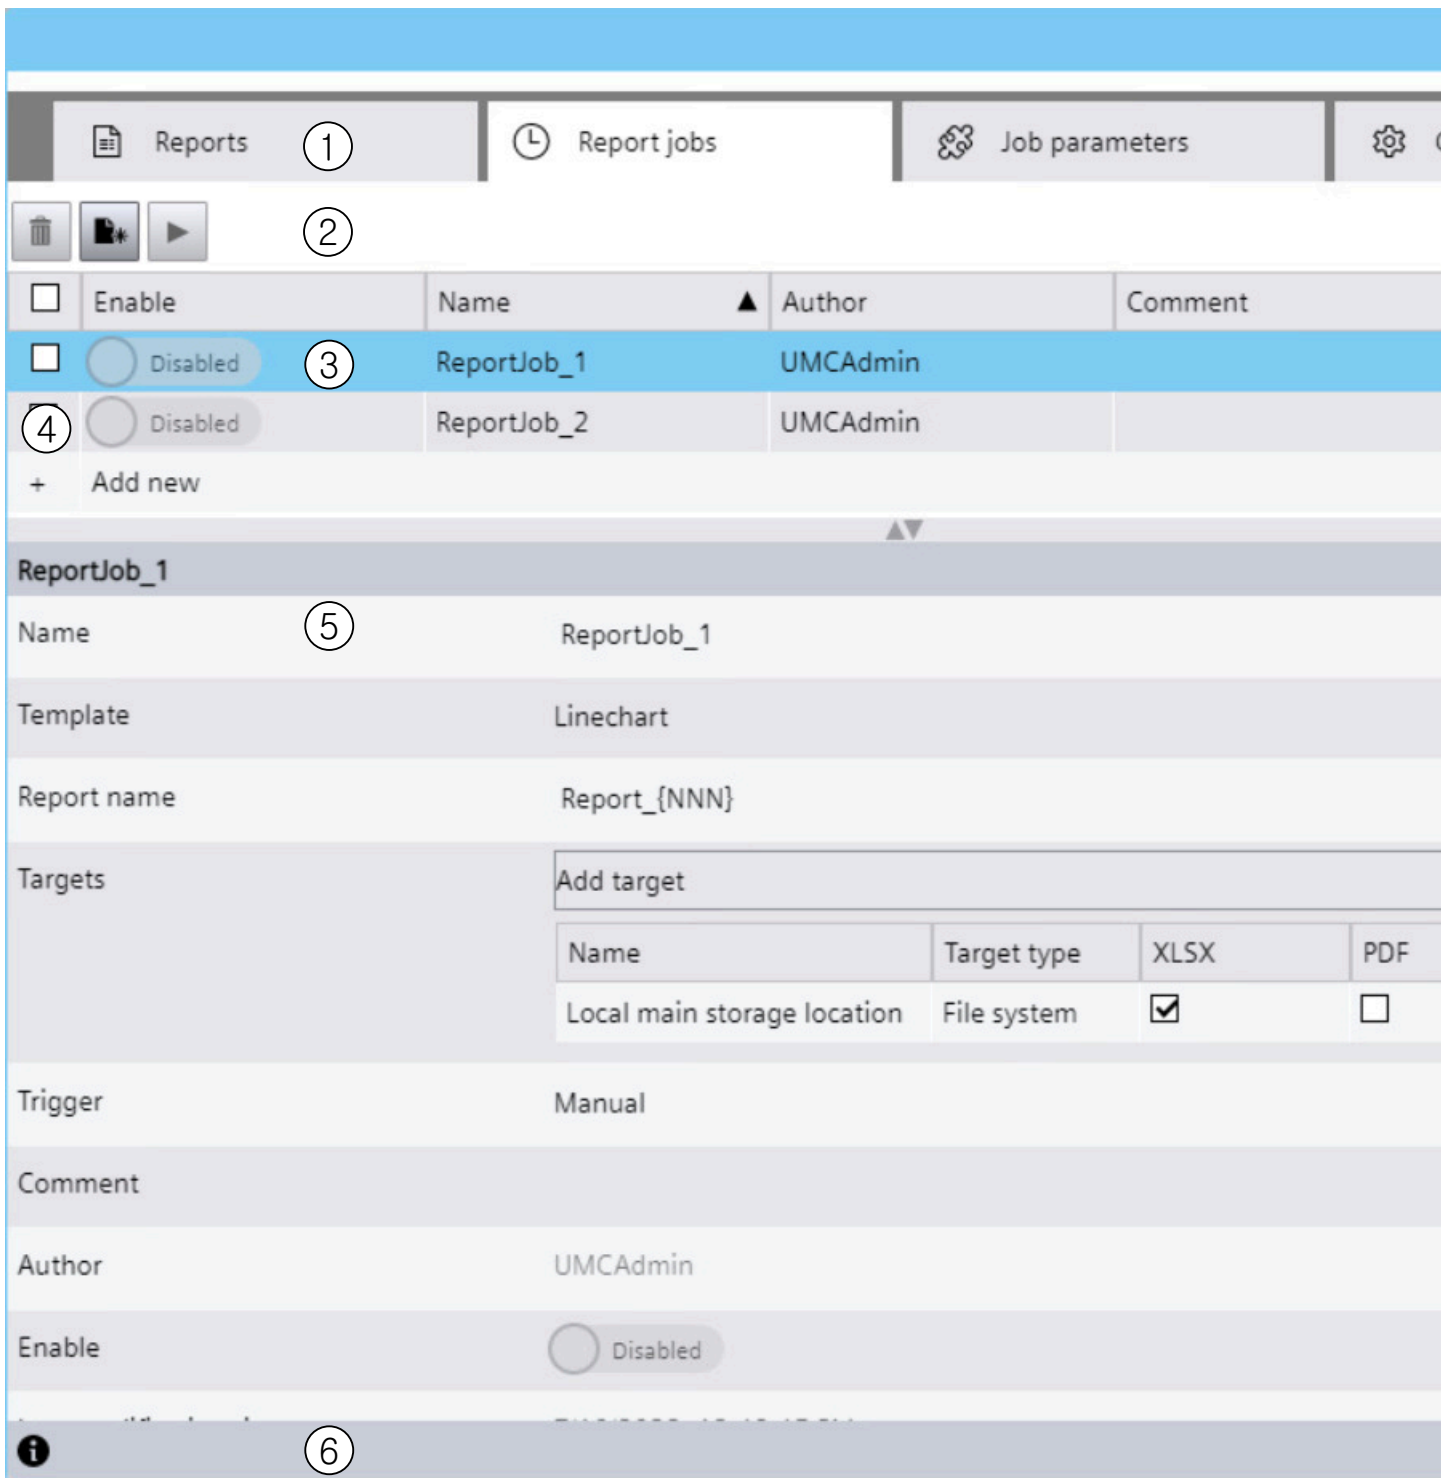 Reports ① Report jobs Job parameters
②
Enable Name ▲ Author Comment
Disabled ③ ReportJob_1 UMCAdmin
④ Disabled ReportJob_2 UMCAdmin
+ Add new
ReportJob_1
Name ⑤ ReportJob_1
Template Linechart
Report name Report_{NNN}
Targets Add target
Name Target type XLSX PDF
Local main storage location File system
Trigger Manual
Comment
Author UMCAdmin
Enable Disabled
⑥